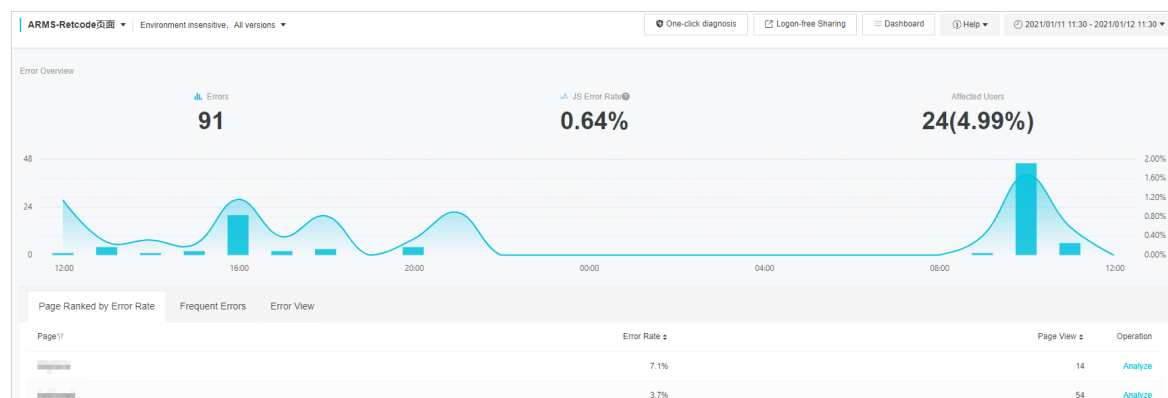 ARMS-Retcode页面 Environment insensitive, All versions One-click diagnosis Logon-free Sharing Dashboard Help 2021/01/11 11:30 - 2021/01/12 11:30
Error Overview
Errors JS Error Rate Affected Users
91 0.64% 24(4.99%)
48 2.00%
1.60%
24 1.20%
0.80%
0.40%
0 0.00%
12:00 16:00 20:00 00:00 04:00 08:00 12:00
Page Ranked by Error Rate Frequent Errors Error View
Page Error Rate Page View Operation
7.1% 14 Analyze
3.7% 54 Analyze